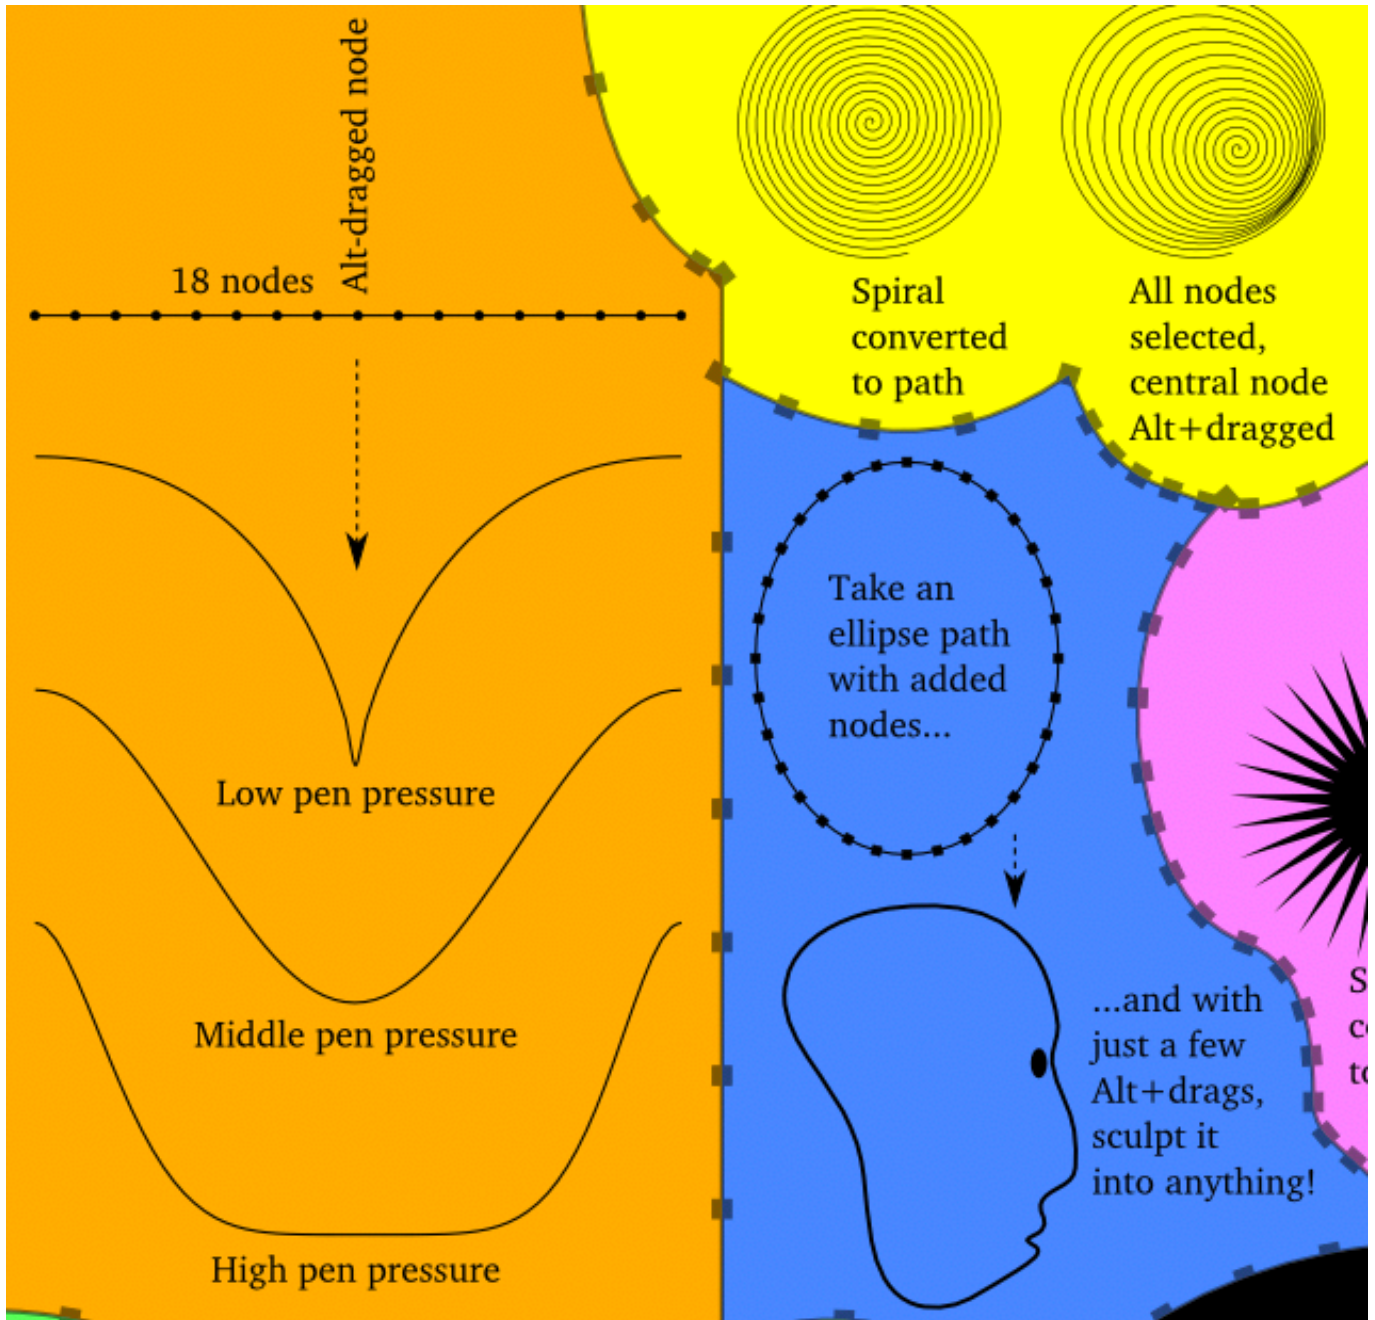 Alt-dragged node
18 nodes
Low pen pressure
Middle pen pressure
High pen pressure
Spiral
converted
to path
All nodes
selected,
central node
Alt+dragged
Take an
ellipse path
with added
nodes...
...and with
just a few
Alt+drags,
sculpt it
into anything!